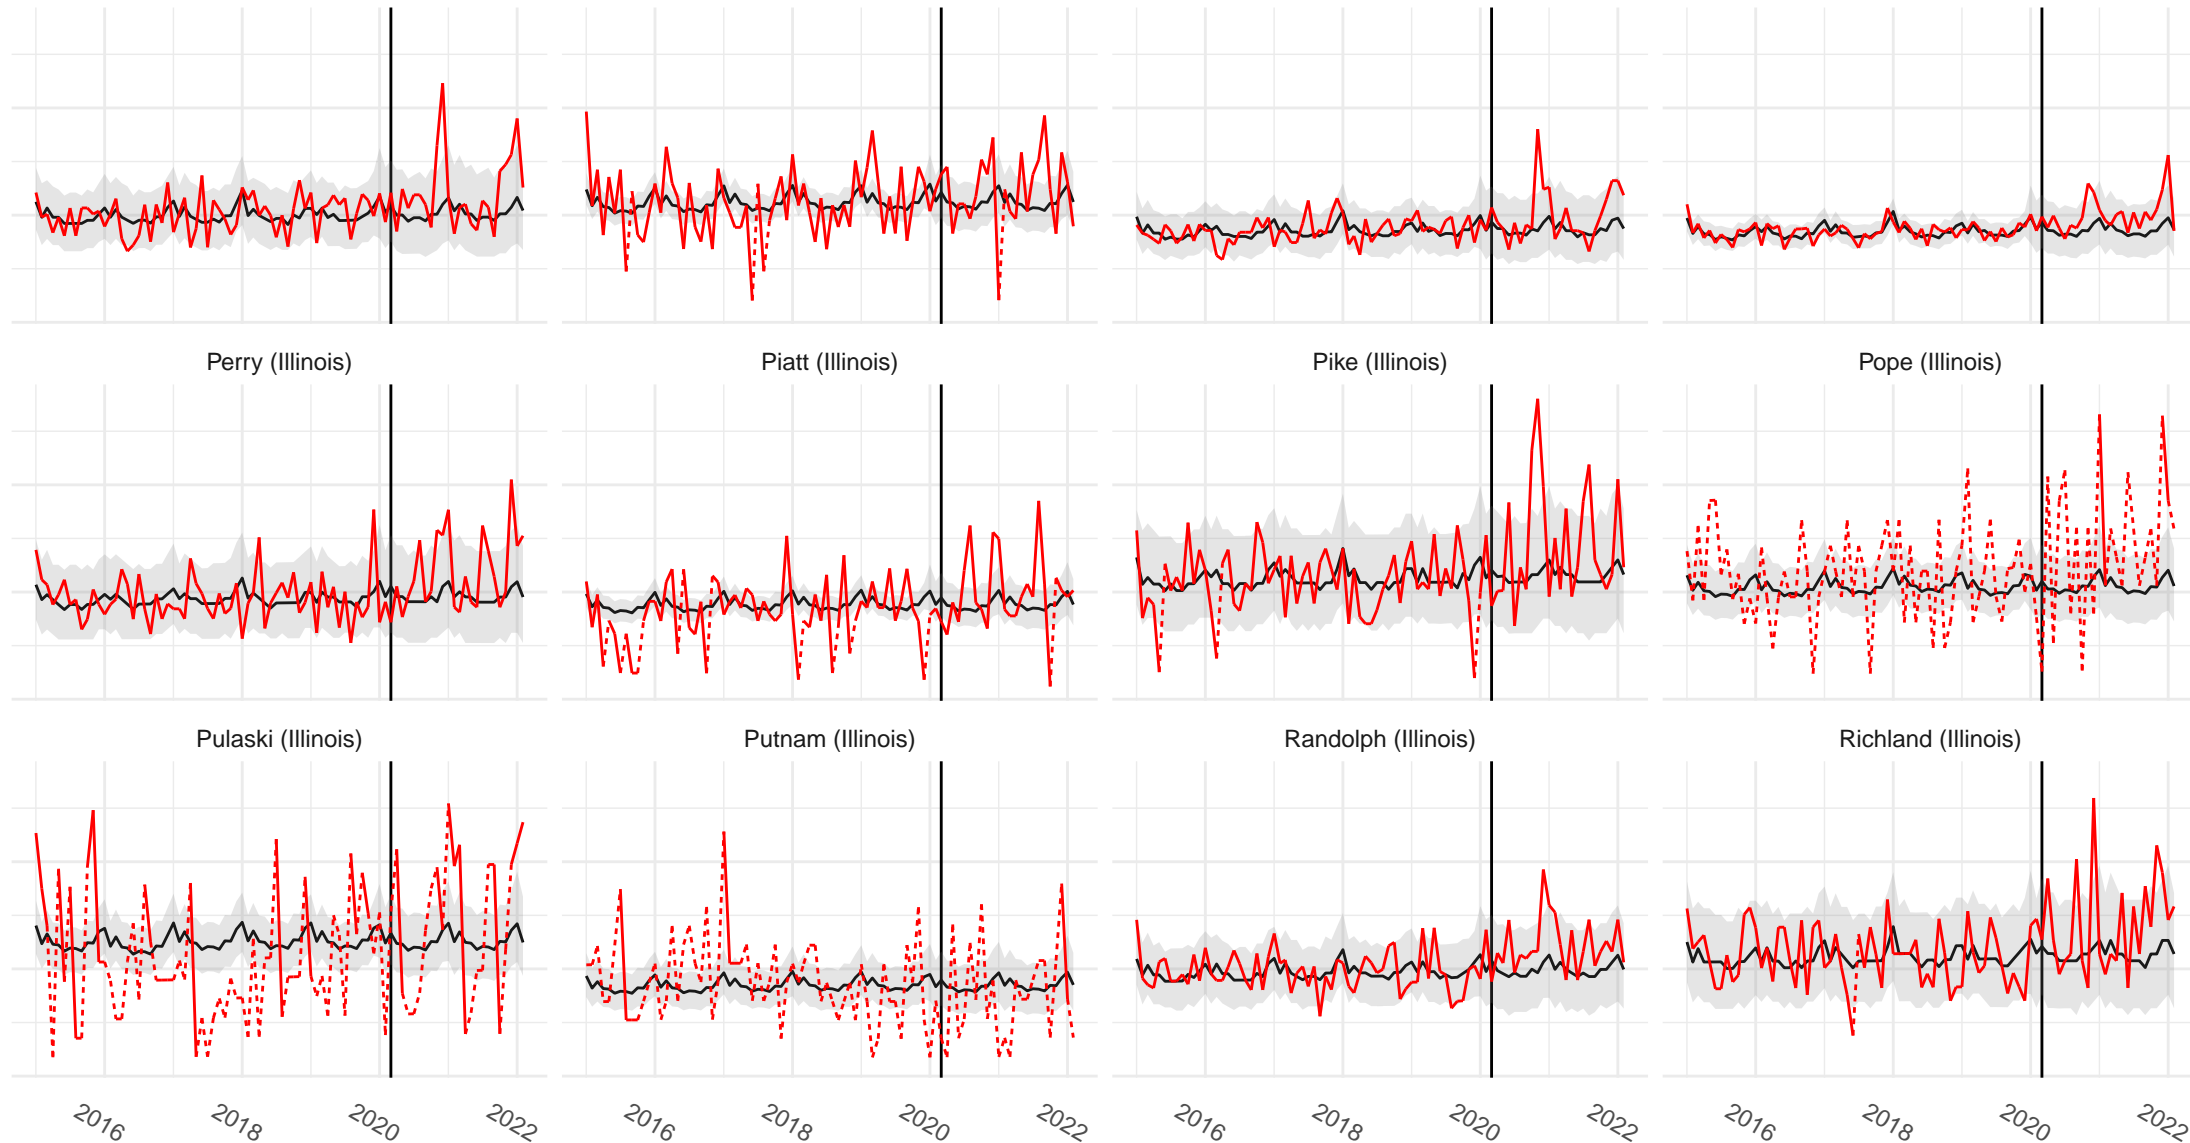 Perry (Illinois) Piatt (Illinois) Pike (Illinois) Pope (Illinois)
Pulaski (Illinois) Putnam (Illinois) Randolph (Illinois) Richland (Illinois)
2016 2018 2020 2022 2016 2018 2020 2022 2016 2018 2020 2022 2016 2018 2020 2022